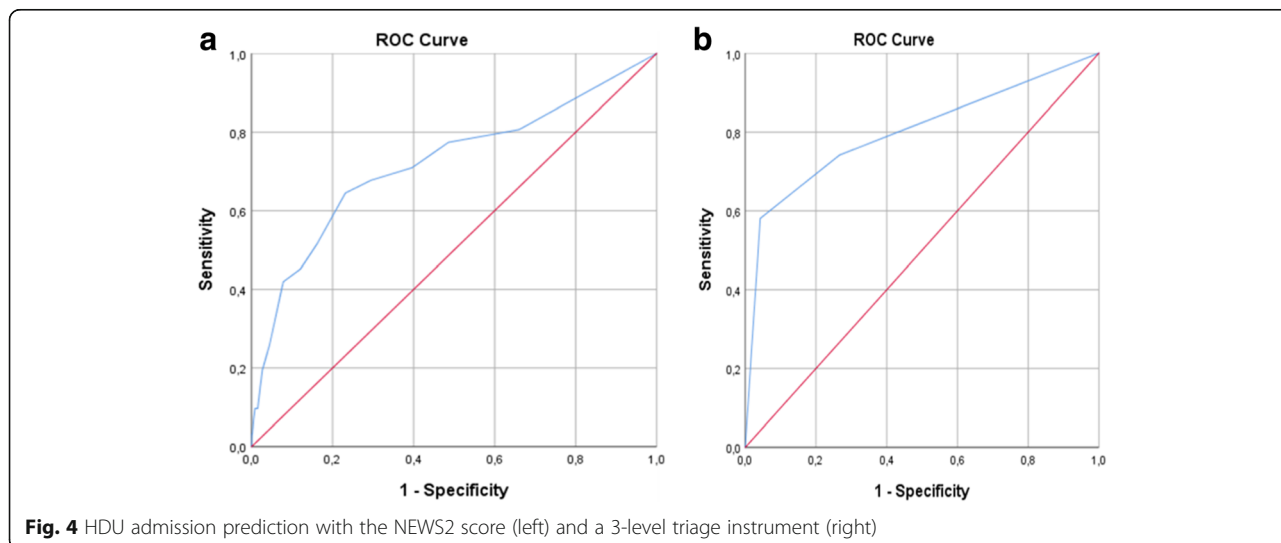 a
ROC Curve
1,0
0,8
0,6
0,4
0,2
0,0
Sensitivity
0,0 0,2 0,4 0,6 0,8 1,0
1 - Specificity
b
ROC Curve
1,0
0,8
0,6
0,4
0,2
0,0
Sensitivity
0,0 0,2 0,4 0,6 0,8 1,0
1 - Specificity
Fig. 4 HDU admission prediction with the NEWS2 score (left) and a 3-level triage instrument (right)